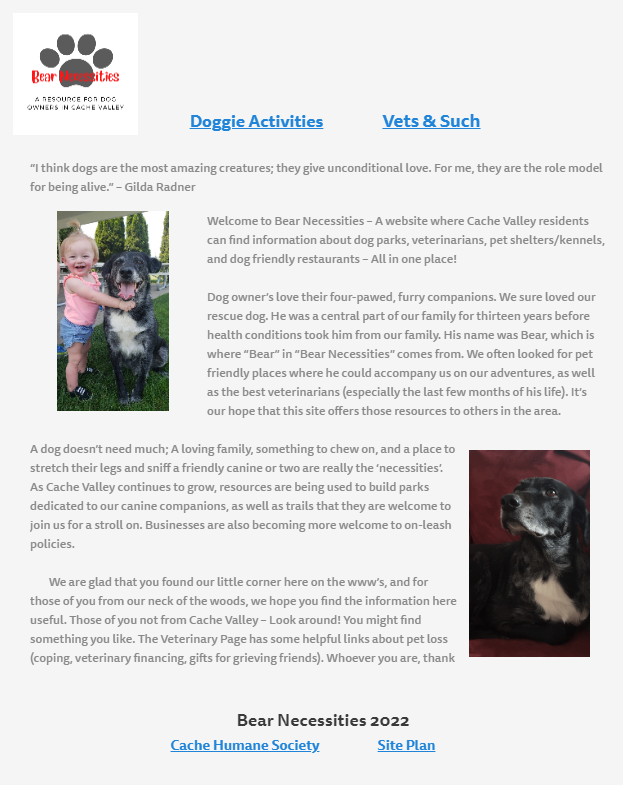 Bear Necessities
A RESOURCE FOR DOG
OWNERS IN CACHE VALLEY
Doggie Activities
Vets & Such
“I think dogs are the most amazing creatures; they give unconditional love. For me, they are the role model
for being alive.” – Gilda Radner
Welcome to Bear Necessities – A website where Cache Valley residents
can find information about dog parks, veterinarians, pet shelters/kennels,
and dog friendly restaurants – All in one place!
Dog owner’s love their four-pawed, furry companions. We sure loved our
rescue dog. He was a central part of our family for thirteen years before
health conditions took him from our family. His name was Bear, which is
where “Bear” in “Bear Necessities” comes from. We often looked for pet
friendly places where he could accompany us on our adventures, as well
as the best veterinarians (especially the last few months of his life). It’s
our hope that this site offers those resources to others in the area.
A dog doesn’t need much; A loving family, something to chew on, and a place to
stretch their legs and sniff a friendly canine or two are really the ‘necessities’.
As Cache Valley continues to grow, resources are being used to build parks
dedicated to our canine companions, as well as trails that they are welcome to
join us for a stroll on. Businesses are also becoming more welcome to on-leash
policies.
We are glad that you found our little corner here on the www’s, and for
those of you from our neck of the woods, we hope you find the information here
useful. Those of you not from Cache Valley – Look around! You might find
something you like. The Veterinary Page has some helpful links about pet loss
(coping, veterinary financing, gifts for grieving friends). Whoever you are, thank
Bear Necessities 2022
Cache Humane Society
Site Plan